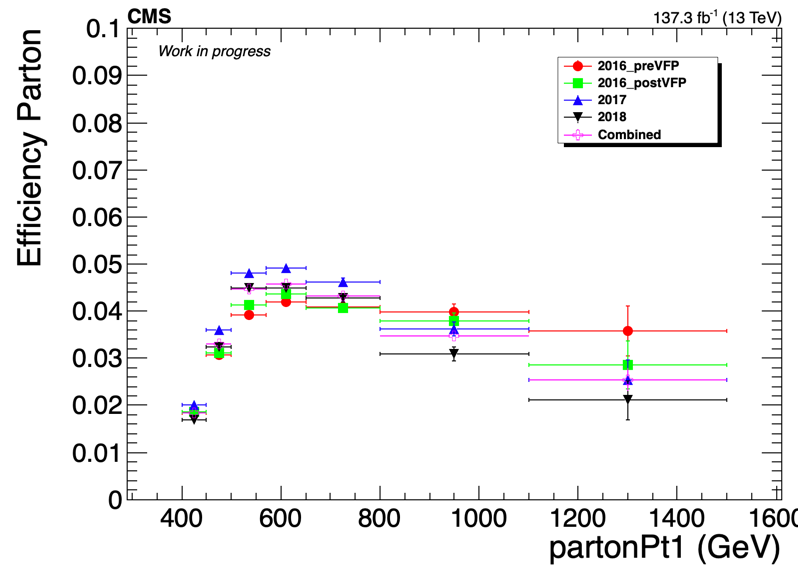 CMS
137.3 fb⁻¹ (13 TeV)
Work in progress
2016_preVFP
2016_postVFP
2017
2018
Combined
Efficiency Parton
0.1
0.09
0.08
0.07
0.06
0.05
0.04
0.03
0.02
0.01
0
400 600 800 1000 1200 1400 1600
partonPt1 (GeV)